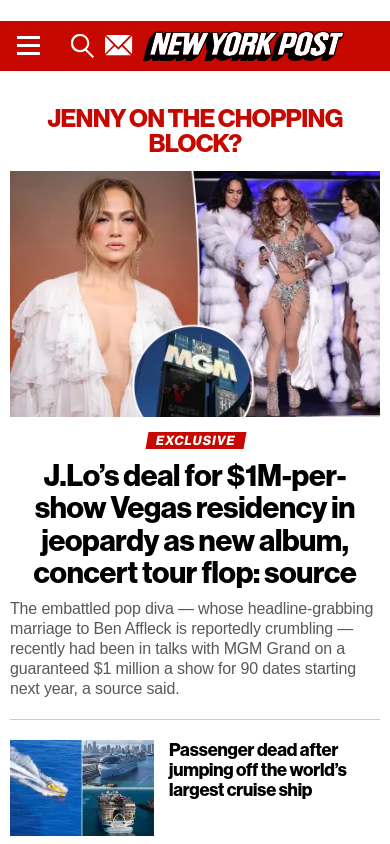 NEW YORK POST
JENNY ON THE CHOPPING
BLOCK?
MGM
EXCLUSIVE
J.Lo’s deal for $1M-per-
show Vegas residency in
jeopardy as new album,
concert tour flop: source
The embattled pop diva — whose headline-grabbing
marriage to Ben Affleck is reportedly crumbling —
recently had been in talks with MGM Grand on a
guaranteed $1 million a show for 90 dates starting
next year, a source said.
Passenger dead after
jumping off the world’s
largest cruise ship